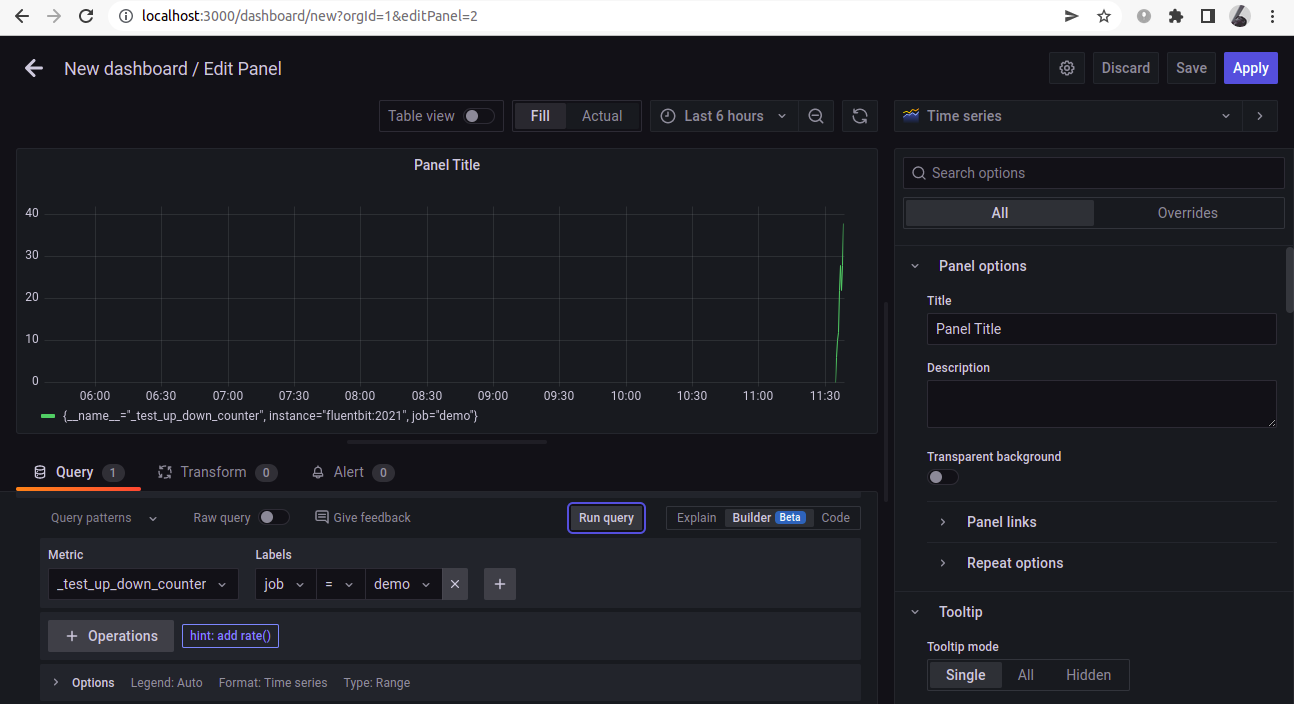 localhost:3000/dashboard/new?orgId=1&editPanel=2
New dashboard / Edit Panel
Discard
Save
Apply
Table view
Fill
Actual
Last 6 hours
Time series
Panel Title
40
30
20
10
0
06:00 06:30 07:00 07:30 08:00 08:30 09:00 09:30 10:00 10:30 11:00 11:30
{__name__="_test_up_down_counter", instance="fluentbit:2021", job="demo"}
Search options
All
Overrides
Panel options
Title
Panel Title
Description
Transparent background
Panel links
Repeat options
Tooltip
Tooltip mode
Single All Hidden
Query 1
Transform 0
Alert 0
Query patterns
Raw query
Give feedback
Run query
Explain
Builder Beta
Code
Metric
Labels
_test_up_down_counter
job
=
demo
+ Operations
hint: add rate()
Options
Legend: Auto
Format: Time series
Type: Range